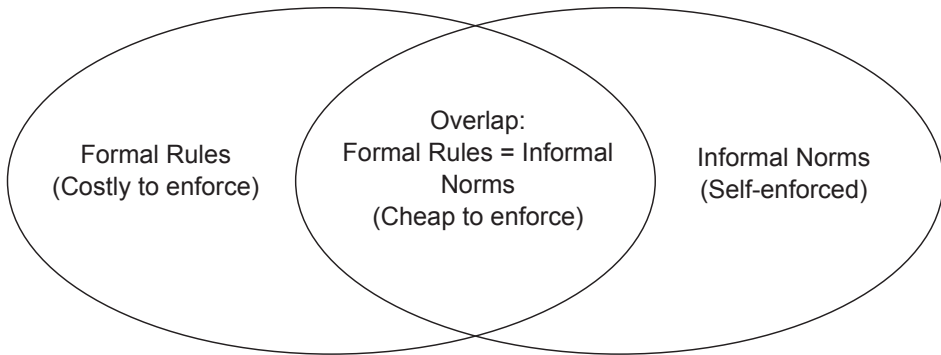 Formal Rules
(Costly to enforce)
Overlap:
Formal Rules = Informal
Norms
(Cheap to enforce)
Informal Norms
(Self-enforced)